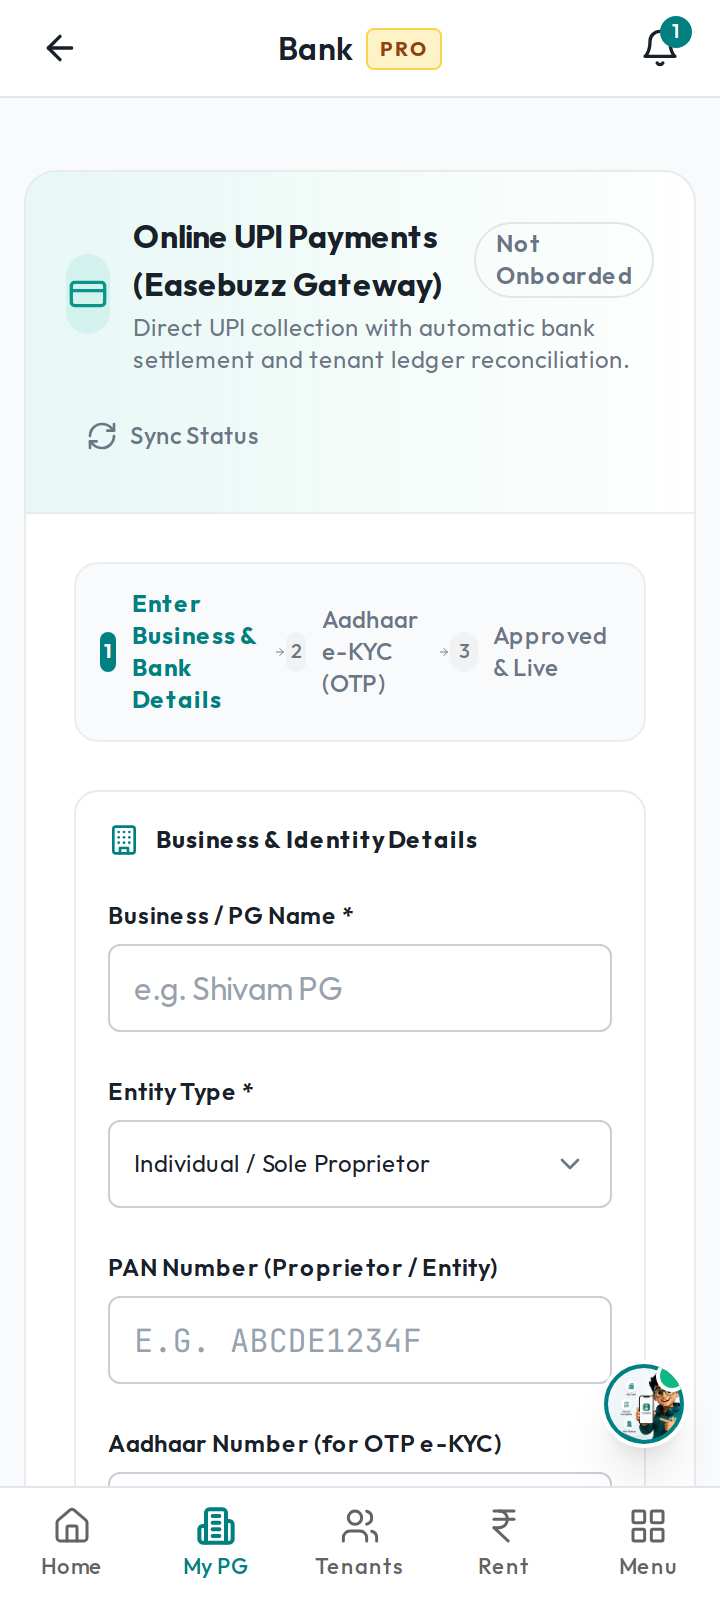 Bank PRO
1
Online UPI Payments
(Easebuzz Gateway)
Not
Onboarded
Direct UPI collection with automatic bank
settlement and tenant ledger reconciliation.
Sync Status
1
Enter
Business &
Bank
Details
2
Aadhaar
e-KYC
(OTP)
3
Approved
& Live
Business & Identity Details
Business / PG Name *
e.g. Shivam PG
Entity Type *
Individual / Sole Proprietor
PAN Number (Proprietor / Entity)
E.G. ABCDE1234F
Aadhaar Number (for OTP e-KYC)
Home
My PG
Tenants
Rent
Menu